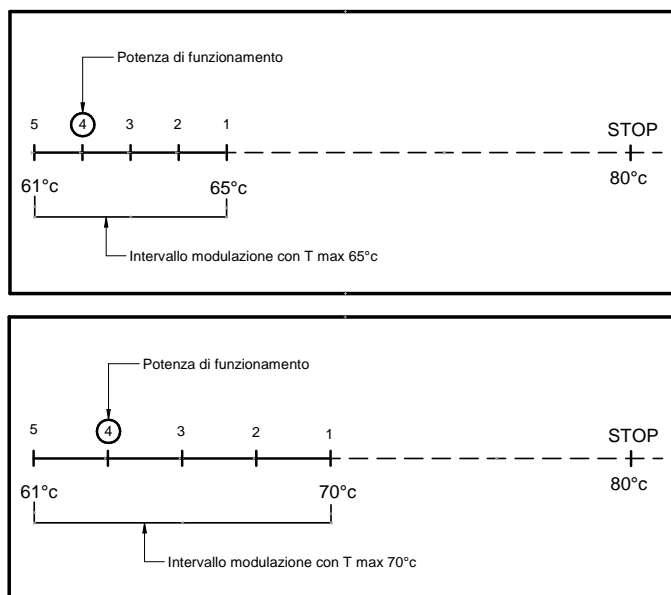 Potenza di funzionamento
5 4 3 2 1 STOP
61°c 65°c 80°c
Intervallo modulazione con T max 65°c
Potenza di funzionamento
5 4 3 2 1 STOP
61°c 70°c 80°c
Intervallo modulazione con T max 70°c